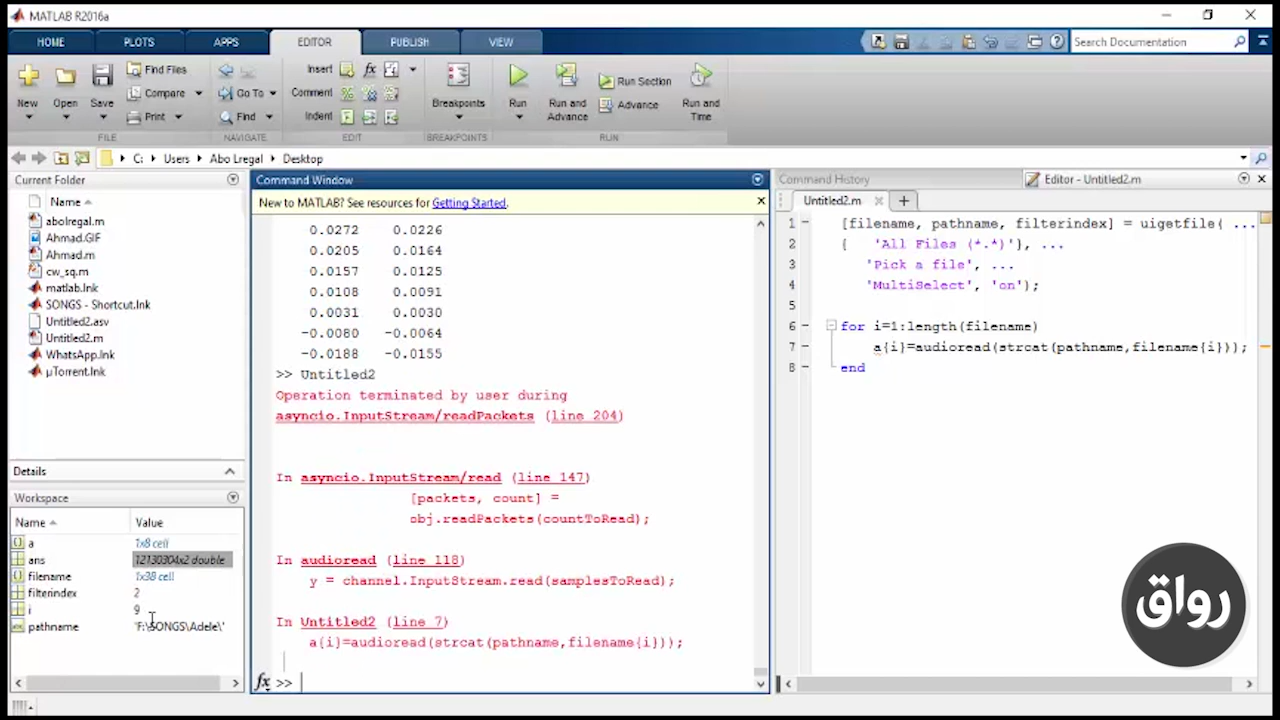 MATLAB R2016a
HOME PLOTS APPS EDITOR PUBLISH VIEW Search Documentation
New Open Save Find Files Compare Print
FILE
Go To Find
NAVIGATE
Insert fx Comment Indent
EDIT
Breakpoints
BREAKPOINTS
Run Run and Advance Run Section Advance Run and Time
RUN
C: Users Abo Lregal Desktop
Current Folder
Name
abolregal.m
Ahmad.GIF
Ahmad.m
cw_sq.m
matlab.lnk
SONGS - Shortcut.lnk
Untitled2.asv
Untitled2.m
WhatsApp.lnk
µTorrent.lnk
Details
Workspace
Name Value
a 1x8 cell
ans 12130304x2 double
filename 1x38 cell
filterindex 2
i 9
pathname 'F:\SONGS\Adele\'
Command Window
New to MATLAB? See resources for Getting Started.
0.0272 0.0226
0.0205 0.0164
0.0157 0.0125
0.0108 0.0091
0.0031 0.0030
-0.0080 -0.0064
-0.0188 -0.0155
>> Untitled2
Operation terminated by user during
asyncio.InputStream/readPackets (line 204)
In asyncio.InputStream/read (line 147)
[packets, count] =
obj.readPackets(countToRead);
In audioread (line 118)
y = channel.InputStream.read(samplesToRead);
In Untitled2 (line 7)
a{i}=audioread(strcat(pathname,filename{i}));
fx >>
Command History
Editor - Untitled2.m
Untitled2.m
1 [filename, pathname, filterindex] = uigetfile( ...
2 { 'All Files (*.*)'}, ...
3 'Pick a file', ...
4 'MultiSelect', 'on');
5
6 for i=1:length(filename)
7 a{i}=audioread(strcat(pathname,filename{i}));
8 end
رواق